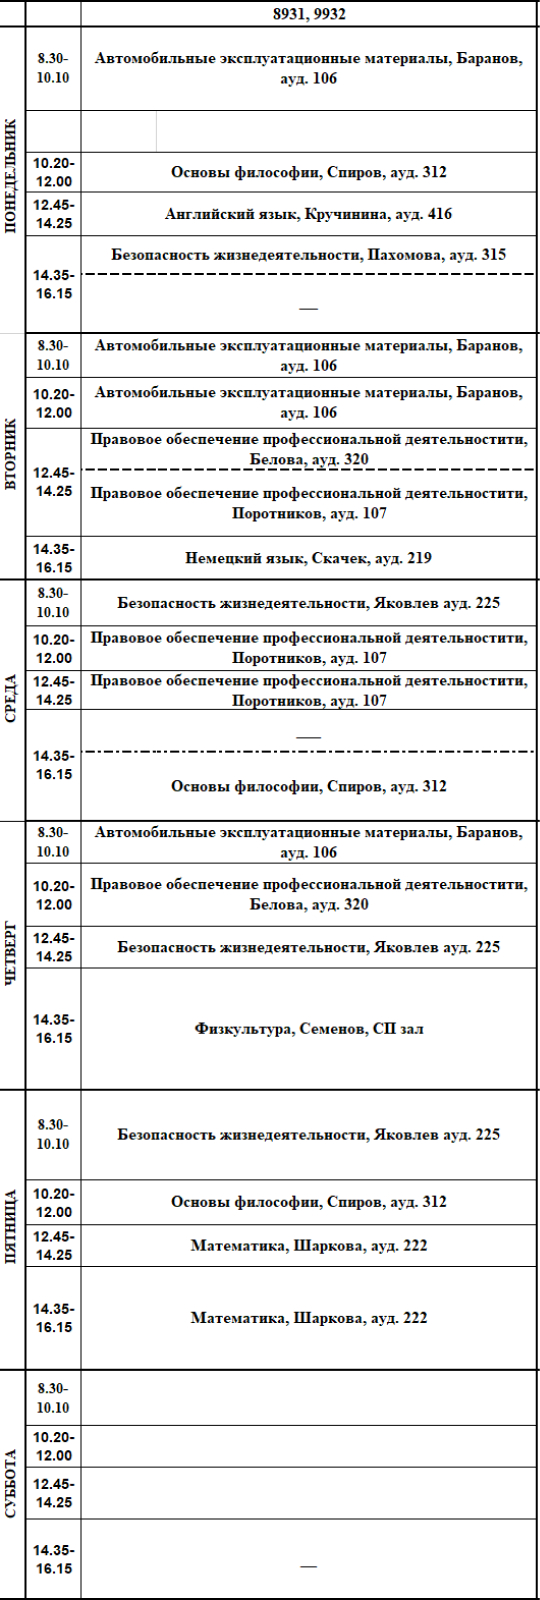 8931, 9932
ПОНЕДЕЛЬНИК
8.30-
10.10
Автомобильные эксплуатационные материалы, Баранов,
ауд. 106
10.20-
12.00
Основы философии, Спиров, ауд. 312
12.45-
14.25
Английский язык, Кручинина, ауд. 416
14.35-
16.15
Безопасность жизнедеятельности, Пахомова, ауд. 315
—
ВТОРНИК
8.30-
10.10
Автомобильные эксплуатационные материалы, Баранов,
ауд. 106
10.20-
12.00
Автомобильные эксплуатационные материалы, Баранов,
ауд. 106
12.45-
14.25
Правовое обеспечение профессиональной деятельноститити,
Белова, ауд. 320
Правовое обеспечение профессиональной деятельностити,
Поротников, ауд. 107
14.35-
16.15
Немецкий язык, Скачек, ауд. 219
СРЕДА
8.30-
10.10
Безопасность жизнедеятельности, Яковлев ауд. 225
10.20-
12.00
Правовое обеспечение профессиональной деятельностити,
Поротников, ауд. 107
12.45-
14.25
Правовое обеспечение профессиональной деятельностити,
Поротников, ауд. 107
14.35-
16.15
—
Основы философии, Спиров, ауд. 312
ЧЕТВЕРГ
8.30-
10.10
Автомобильные эксплуатационные материалы, Баранов,
ауд. 106
10.20-
12.00
Правовое обеспечение профессиональной деятельностити,
Белова, ауд. 320
12.45-
14.25
Безопасность жизнедеятельности, Яковлев ауд. 225
14.35-
16.15
Физкультура, Семенов, СП зал
ПЯТНИЦА
8.30-
10.10
Безопасность жизнедеятельности, Яковлев ауд. 225
10.20-
12.00
Основы философии, Спиров, ауд. 312
12.45-
14.25
Математика, Шаркова, ауд. 222
14.35-
16.15
Математика, Шаркова, ауд. 222
СУББОТА
8.30-
10.10
10.20-
12.00
12.45-
14.25
14.35-
16.15
—